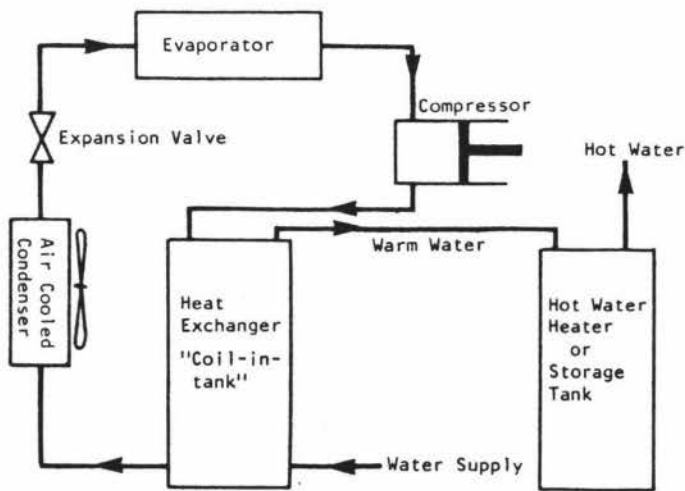 Evaporator
Compressor
Expansion Valve
Hot Water
Air Cooled
Condenser
Warm Water
Heat
Exchanger
"Coil-in-
tank"
Hot Water
Heater
or
Storage
Tank
Water Supply